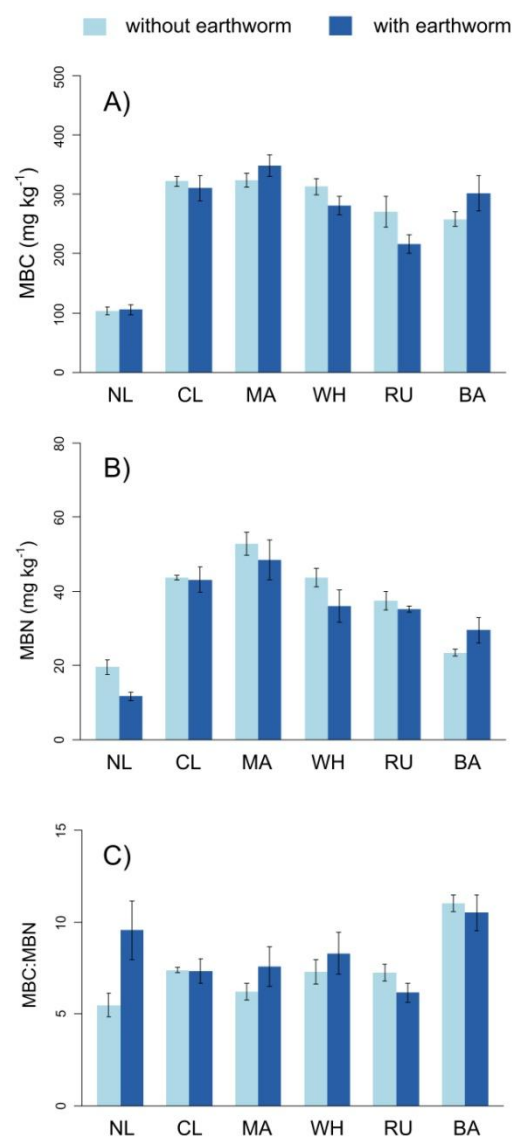 without earthworm with earthworm
A)
MBC (mg kg⁻¹)
500
400
300
200
100
0
NL CL MA WH RU BA
B)
MBN (mg kg⁻¹)
80
60
40
20
0
NL CL MA WH RU BA
C)
MBC:MBN
15
10
5
0
NL CL MA WH RU BA